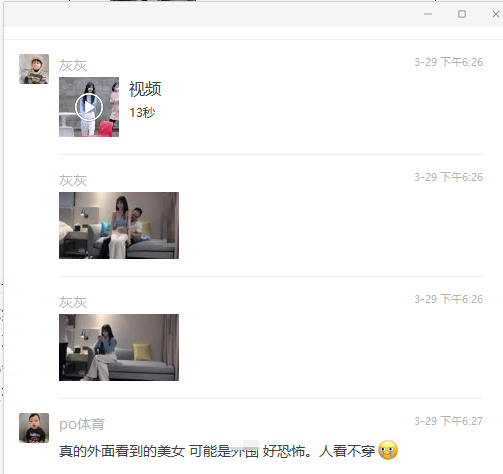 灰灰
3-29 下午6:26
视频
13秒
灰灰
3-29 下午6:26
灰灰
3-29 下午6:26
po体育
3-29 下午6:27
真的外面看到的美女 可能是外围 好恐怖。人看不穿😢